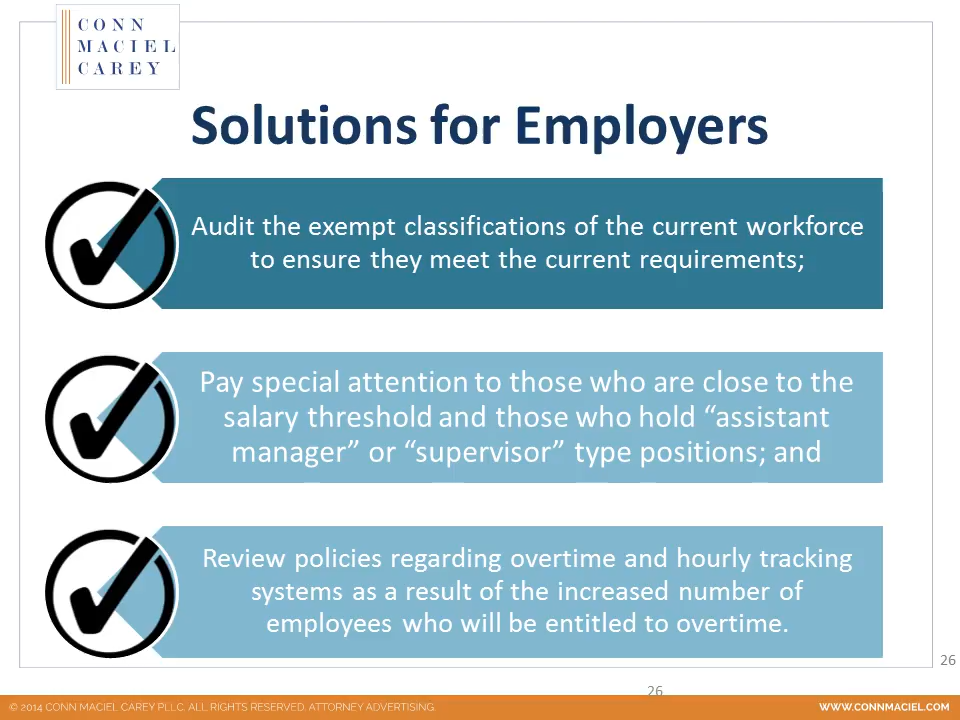 CONN
MACIEL
CAREY
Solutions for Employers
Audit the exempt classifications of the current workforce
to ensure they meet the current requirements;
Pay special attention to those who are close to the
salary threshold and those who hold “assistant
manager” or “supervisor” type positions; and
Review policies regarding overtime and hourly tracking
systems as a result of the increased number of
employees who will be entitled to overtime.
26
26
© 2014 CONN MACIEL CAREY PLLC. ALL RIGHTS RESERVED. ATTORNEY ADVERTISING.
WWW.CONNMACIEL.COM